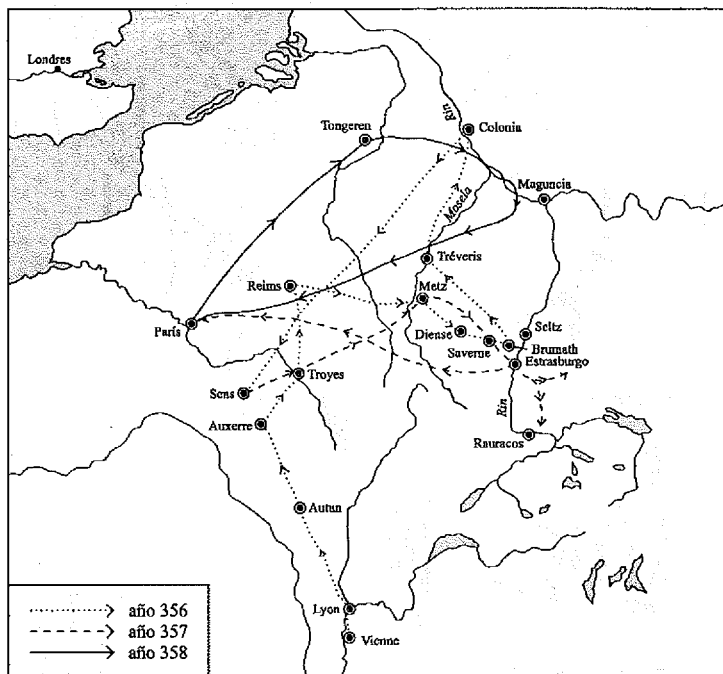 Londres
Rin
Colonia
Tongeren
Maguncia
Mosela
Tréveris
Reims
Metz
París
Seltz
Diense
Saverne
Brumath
Estrasburgo
Troyes
Sens
Rin
Auxerre
Rauracos
Autun
año 356
Lyon
año 357
Vienne
año 358